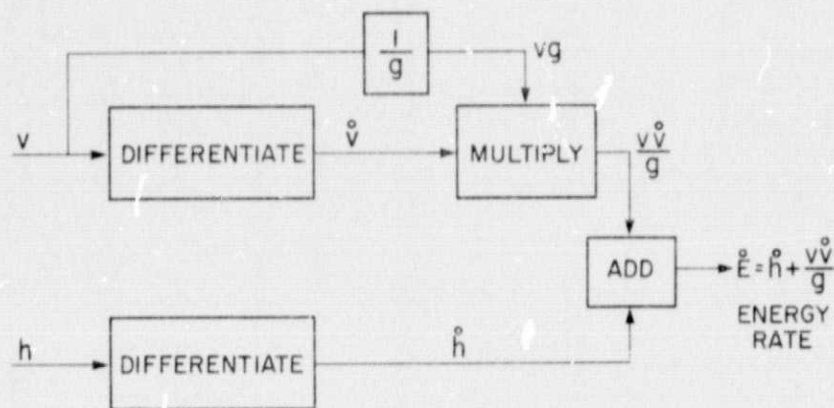 1/g
vg
v
DIFFERENTIATE
v̊
MULTIPLY
vv̊/g
ADD
E̊ = h̊ + vv̊/g
ENERGY
RATE
h
DIFFERENTIATE
h̊